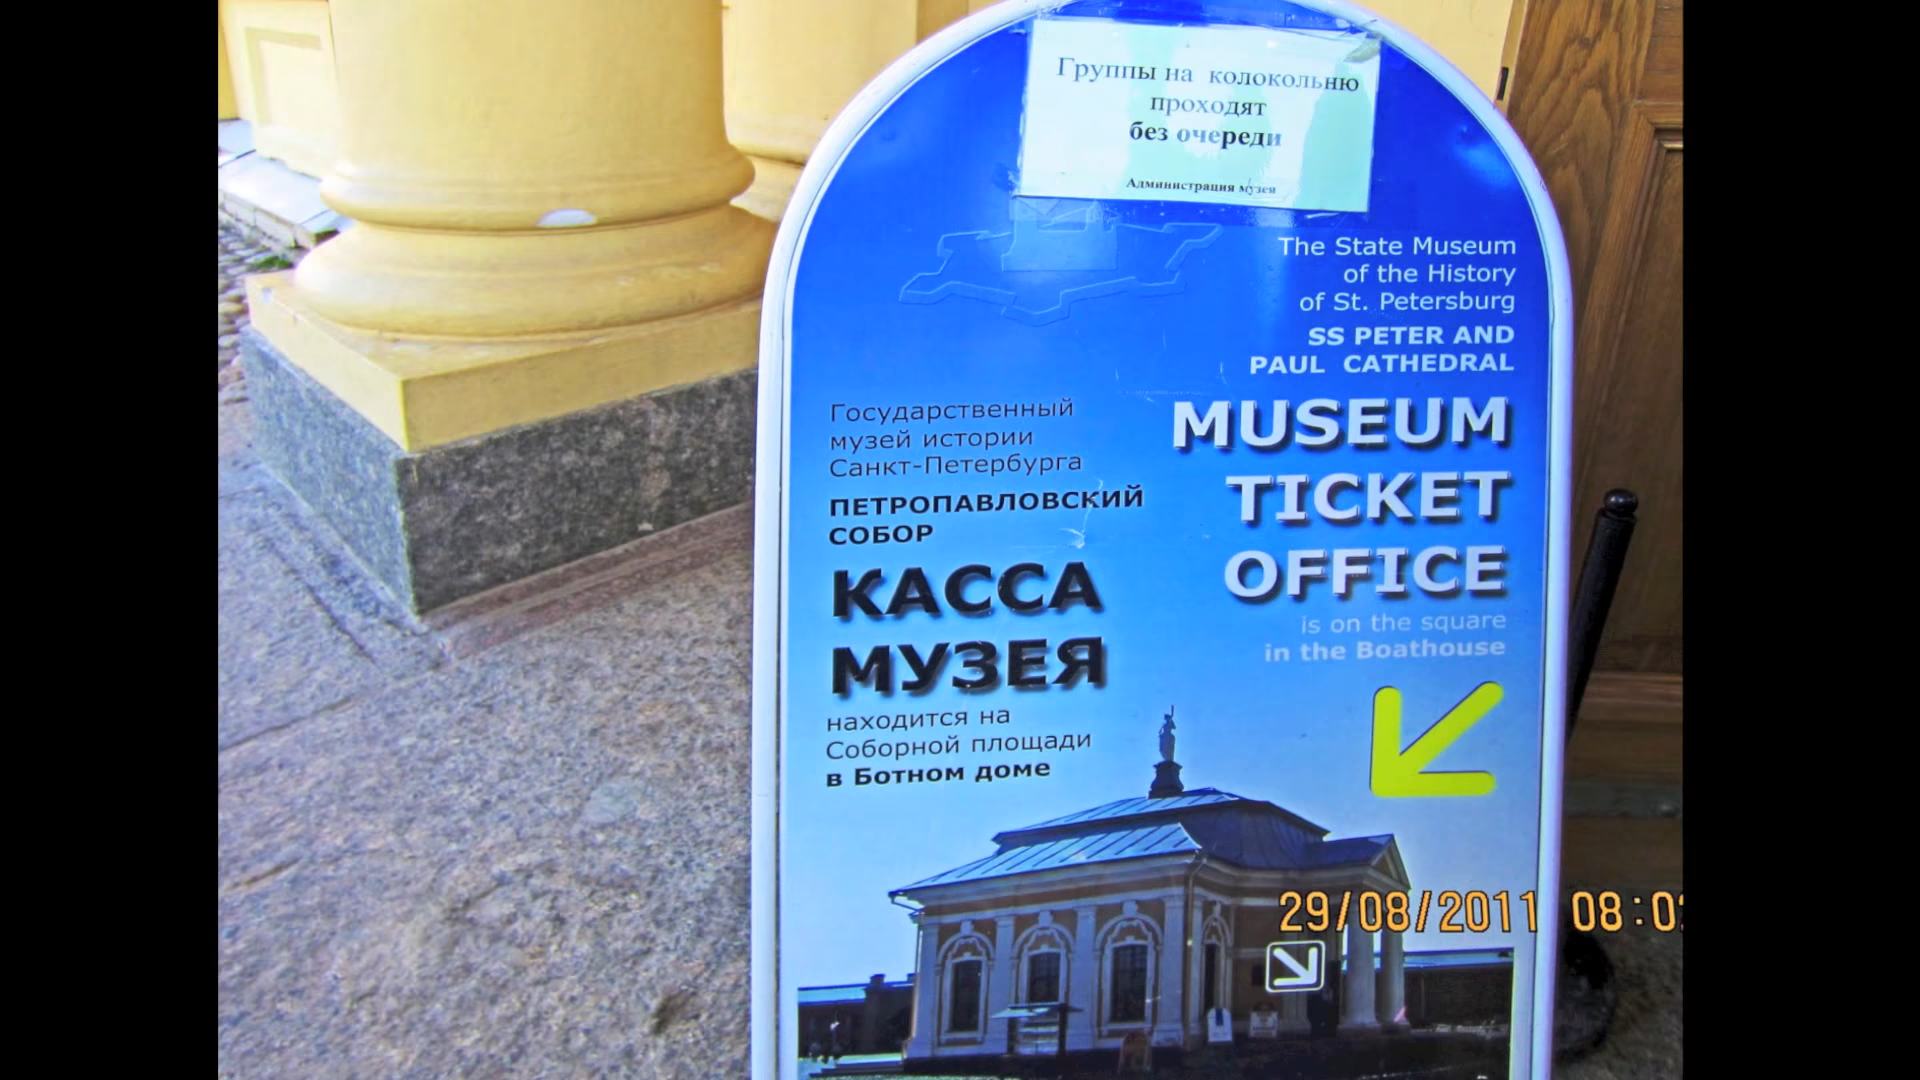 Группы на колокольню
проходят
без очереди
Администрация музея
The State Museum
of the History
of St. Petersburg
SS PETER AND
PAUL CATHEDRAL
MUSEUM
TICKET
OFFICE
is on the square
in the Boathouse
Государственный
музей истории
Санкт-Петербурга
ПЕТРОПАВЛОВСКИЙ
СОБОР
КАССА
МУЗЕЯ
находится на
Соборной площади
в Ботном доме
29/08/2011 08:0